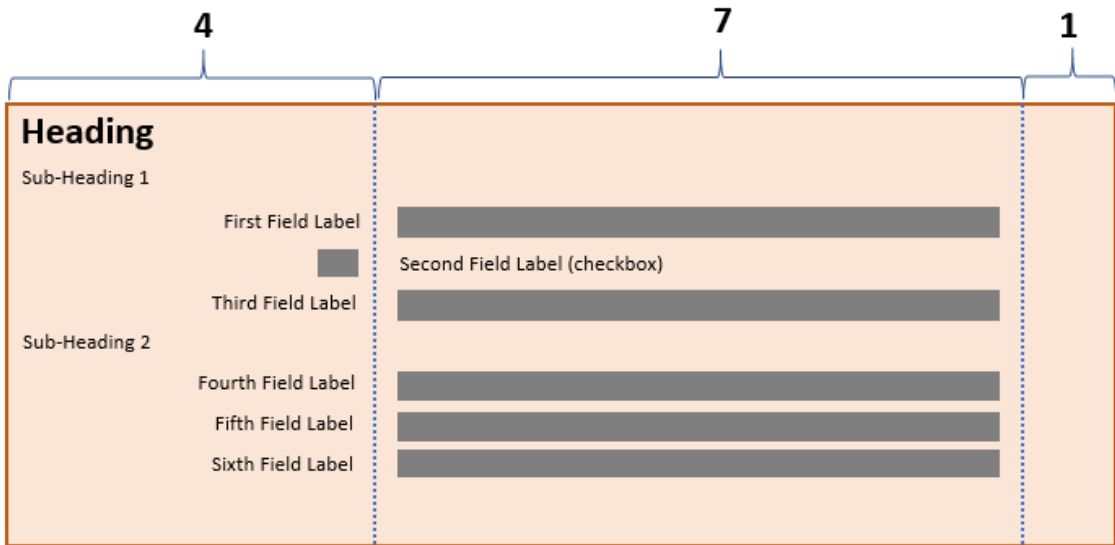 4 7 1
Heading
Sub-Heading 1
First Field Label
Second Field Label (checkbox)
Third Field Label
Sub-Heading 2
Fourth Field Label
Fifth Field Label
Sixth Field Label